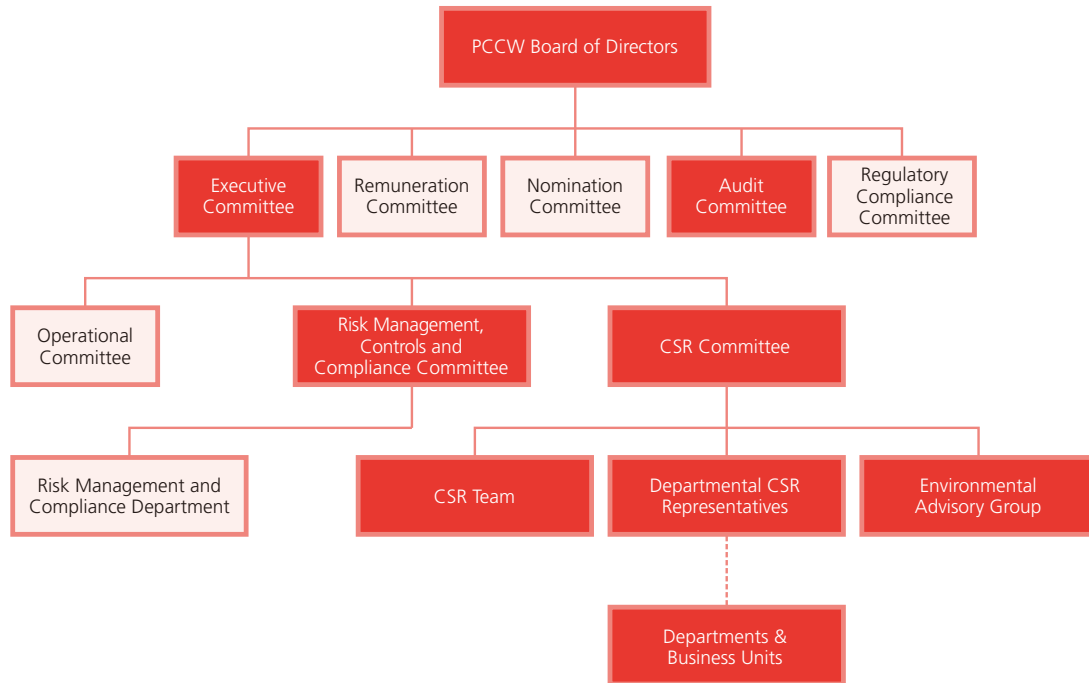 PCCW Board of Directors
Executive
Committee
Remuneration
Committee
Nomination
Committee
Audit
Committee
Regulatory
Compliance
Committee
Operational
Committee
Risk Management,
Controls and
Compliance Committee
CSR Committee
Risk Management and
Compliance Department
CSR Team
Departmental CSR
Representatives
Environmental
Advisory Group
Departments &
Business Units